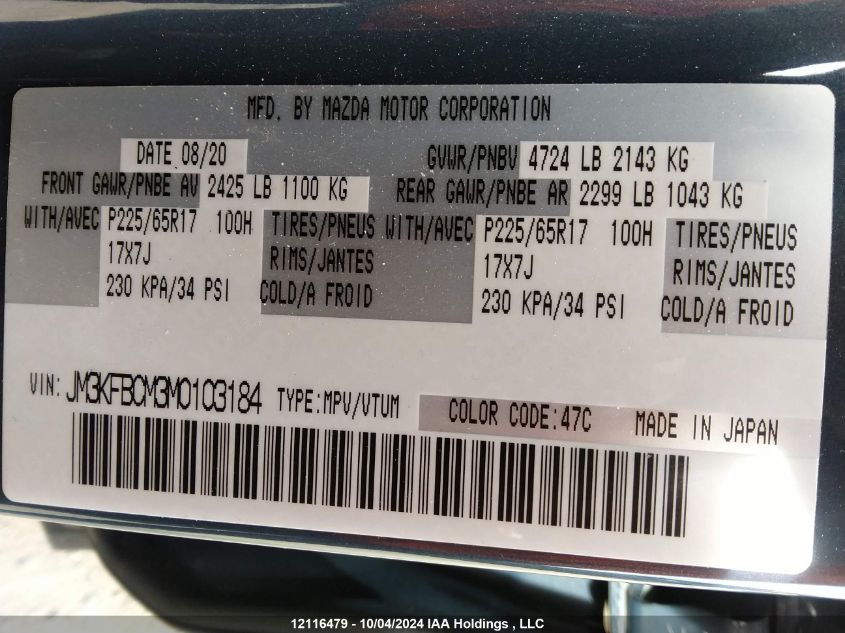 MFD. BY MAZDA MOTOR CORPORATION
DATE 08/20 GVWR/PNBV 4724 LB 2143 KG
FRONT GAWR/PNBE AV 2425 LB 1100 KG REAR GAWR/PNBE AR 2299 LB 1043 KG
WITH/AVEC P225/65R17 100H TIRES/PNEUS WITH/AVEC P225/65R17 100H TIRES/PNEUS
17X7J RIMS/JANTES 17X7J RIMS/JANTES
230 KPA/34 PSI COLD/A FROID 230 KPA/34 PSI COLD/A FROID
VIN: JM3KFBCM3M0103184 TYPE:MPV/VTUM COLOR CODE:47C MADE IN JAPAN
12116479 - 10/04/2024 IAA Holdings , LLC